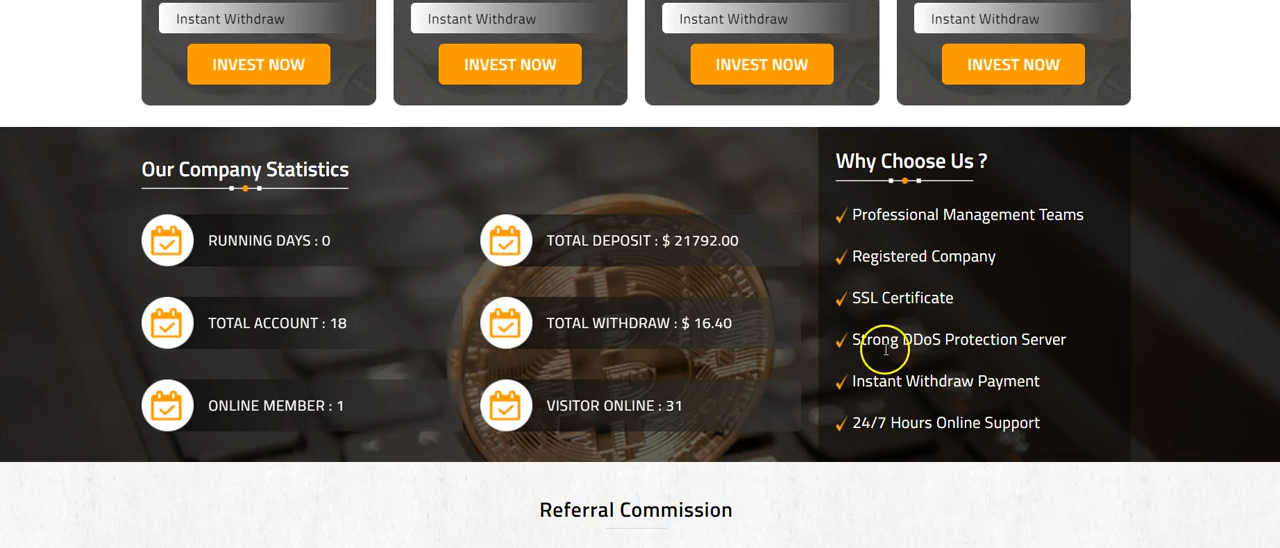 Instant Withdraw Instant Withdraw Instant Withdraw Instant Withdraw
INVEST NOW INVEST NOW INVEST NOW INVEST NOW
Our Company Statistics
RUNNING DAYS : 0
TOTAL DEPOSIT : $ 21792.00
TOTAL ACCOUNT : 18
TOTAL WITHDRAW : $ 16.40
ONLINE MEMBER : 1
VISITOR ONLINE : 31
Why Choose Us ?
Professional Management Teams
Registered Company
SSL Certificate
Strong DDoS Protection Server
Instant Withdraw Payment
24/7 Hours Online Support
Referral Commission